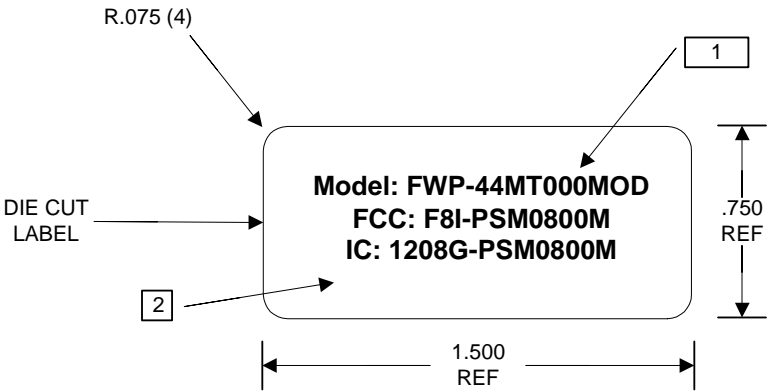 R.075 (4)
1
Model: FWP-44MT000MOD
FCC: F8I-PSM0800M
IC: 1208G-PSM0800M
DIE CUT
LABEL
.750
REF
2
1.500
REF